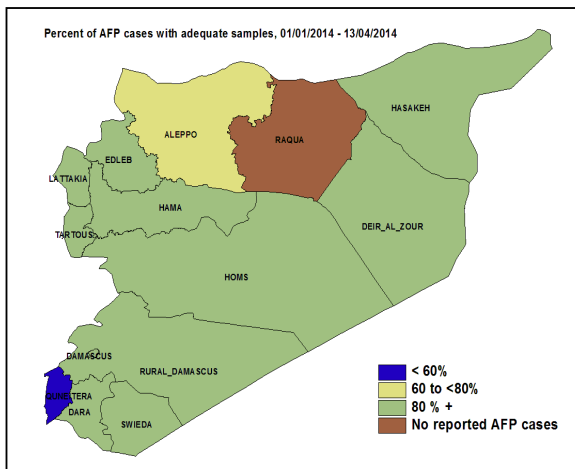 Percent of AFP cases with adequate samples, 01/01/2014 - 13/04/2014
HASAKEH
ALEPPO
RAQUA
EDLEB
LATTAKIA
HAMA
DEIR_AL_ZOUR
TARTOUS
HOMS
DAMASCUS
RURAL_DAMASCUS
QUNETERA
DARA
SWIEDA
< 60%
60 to <80%
80 % +
No reported AFP cases